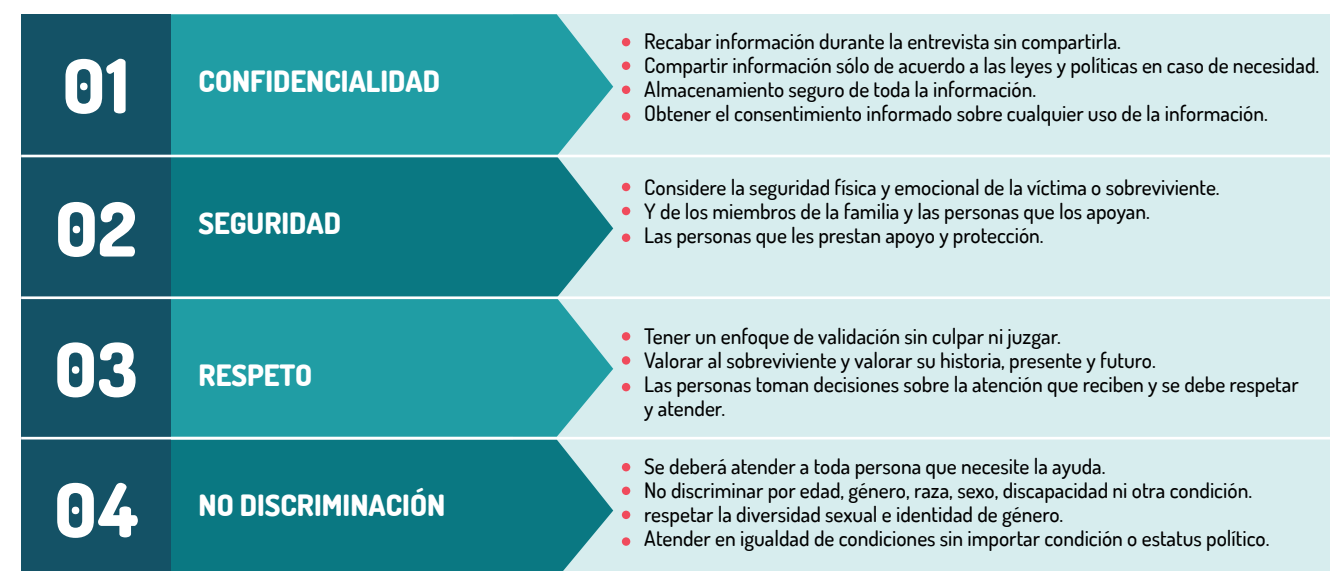 01
CONFIDENCIALIDAD
Recabar información durante la entrevista sin compartirla.
Compartir información sólo de acuerdo a las leyes y políticas en caso de necesidad.
Almacenamiento seguro de toda la información.
Obtener el consentimiento informado sobre cualquier uso de la información.
02
SEGURIDAD
Considere la seguridad física y emocional de la víctima o sobreviviente.
Y de los miembros de la familia y las personas que los apoyan.
Las personas que les prestan apoyo y protección.
03
RESPETO
Tener un enfoque de validación sin culpar ni juzgar.
Valorar al sobreviviente y valorar su historia, presente y futuro.
Las personas toman decisiones sobre la atención que reciben y se debe respetar
y atender.
04
NO DISCRIMINACIÓN
Se deberá atender a toda persona que necesite la ayuda.
No discriminar por edad, género, raza, sexo, discapacidad ni otra condición.
respetar la diversidad sexual e identidad de género.
Atender en igualdad de condiciones sin importar condición o estatus político.